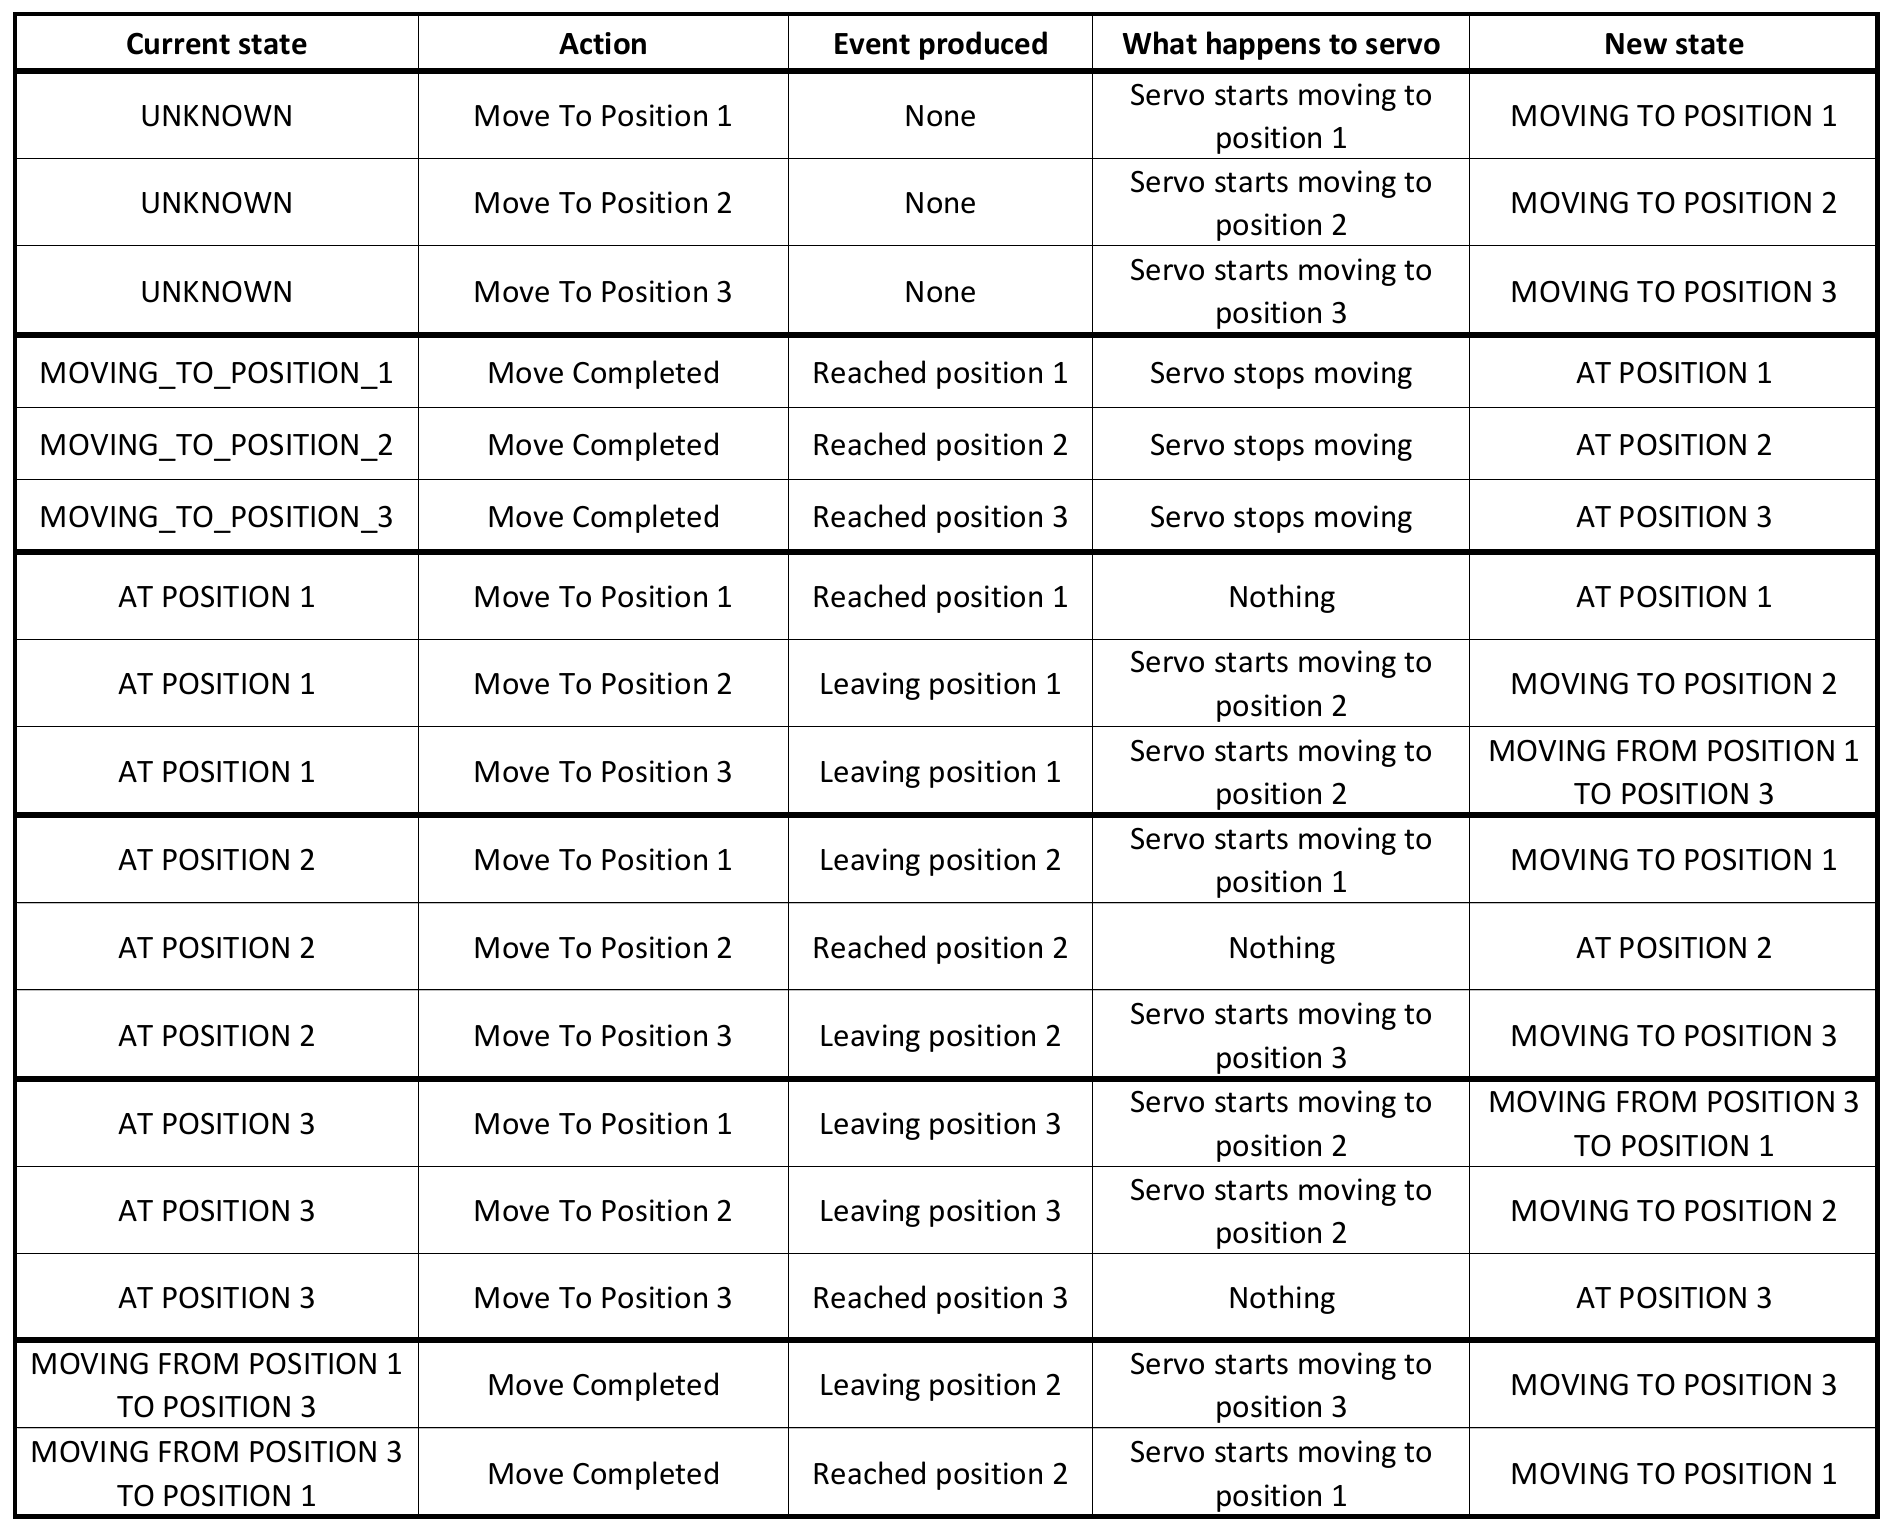 Current state Action Event produced What happens to servo New state
UNKNOWN Move To Position 1 None Servo starts moving to
position 1 MOVING TO POSITION 1
UNKNOWN Move To Position 2 None Servo starts moving to
position 2 MOVING TO POSITION 2
UNKNOWN Move To Position 3 None Servo starts moving to
position 3 MOVING TO POSITION 3
MOVING_TO_POSITION_1 Move Completed Reached position 1 Servo stops moving AT POSITION 1
MOVING_TO_POSITION_2 Move Completed Reached position 2 Servo stops moving AT POSITION 2
MOVING_TO_POSITION_3 Move Completed Reached position 3 Servo stops moving AT POSITION 3
AT POSITION 1 Move To Position 1 Reached position 1 Nothing AT POSITION 1
AT POSITION 1 Move To Position 2 Leaving position 1 Servo starts moving to
position 2 MOVING TO POSITION 2
AT POSITION 1 Move To Position 3 Leaving position 1 Servo starts moving to
position 2 MOVING FROM POSITION 1
TO POSITION 3
AT POSITION 2 Move To Position 1 Leaving position 2 Servo starts moving to
position 1 MOVING TO POSITION 1
AT POSITION 2 Move To Position 2 Reached position 2 Nothing AT POSITION 2
AT POSITION 2 Move To Position 3 Leaving position 2 Servo starts moving to
position 3 MOVING TO POSITION 3
AT POSITION 3 Move To Position 1 Leaving position 3 Servo starts moving to
position 2 MOVING FROM POSITION 3
TO POSITION 1
AT POSITION 3 Move To Position 2 Leaving position 3 Servo starts moving to
position 2 MOVING TO POSITION 2
AT POSITION 3 Move To Position 3 Reached position 3 Nothing AT POSITION 3
MOVING FROM POSITION 1
TO POSITION 3 Move Completed Leaving position 2 Servo starts moving to
position 3 MOVING TO POSITION 3
MOVING FROM POSITION 3
TO POSITION 1 Move Completed Reached position 2 Servo starts moving to
position 1 MOVING TO POSITION 1